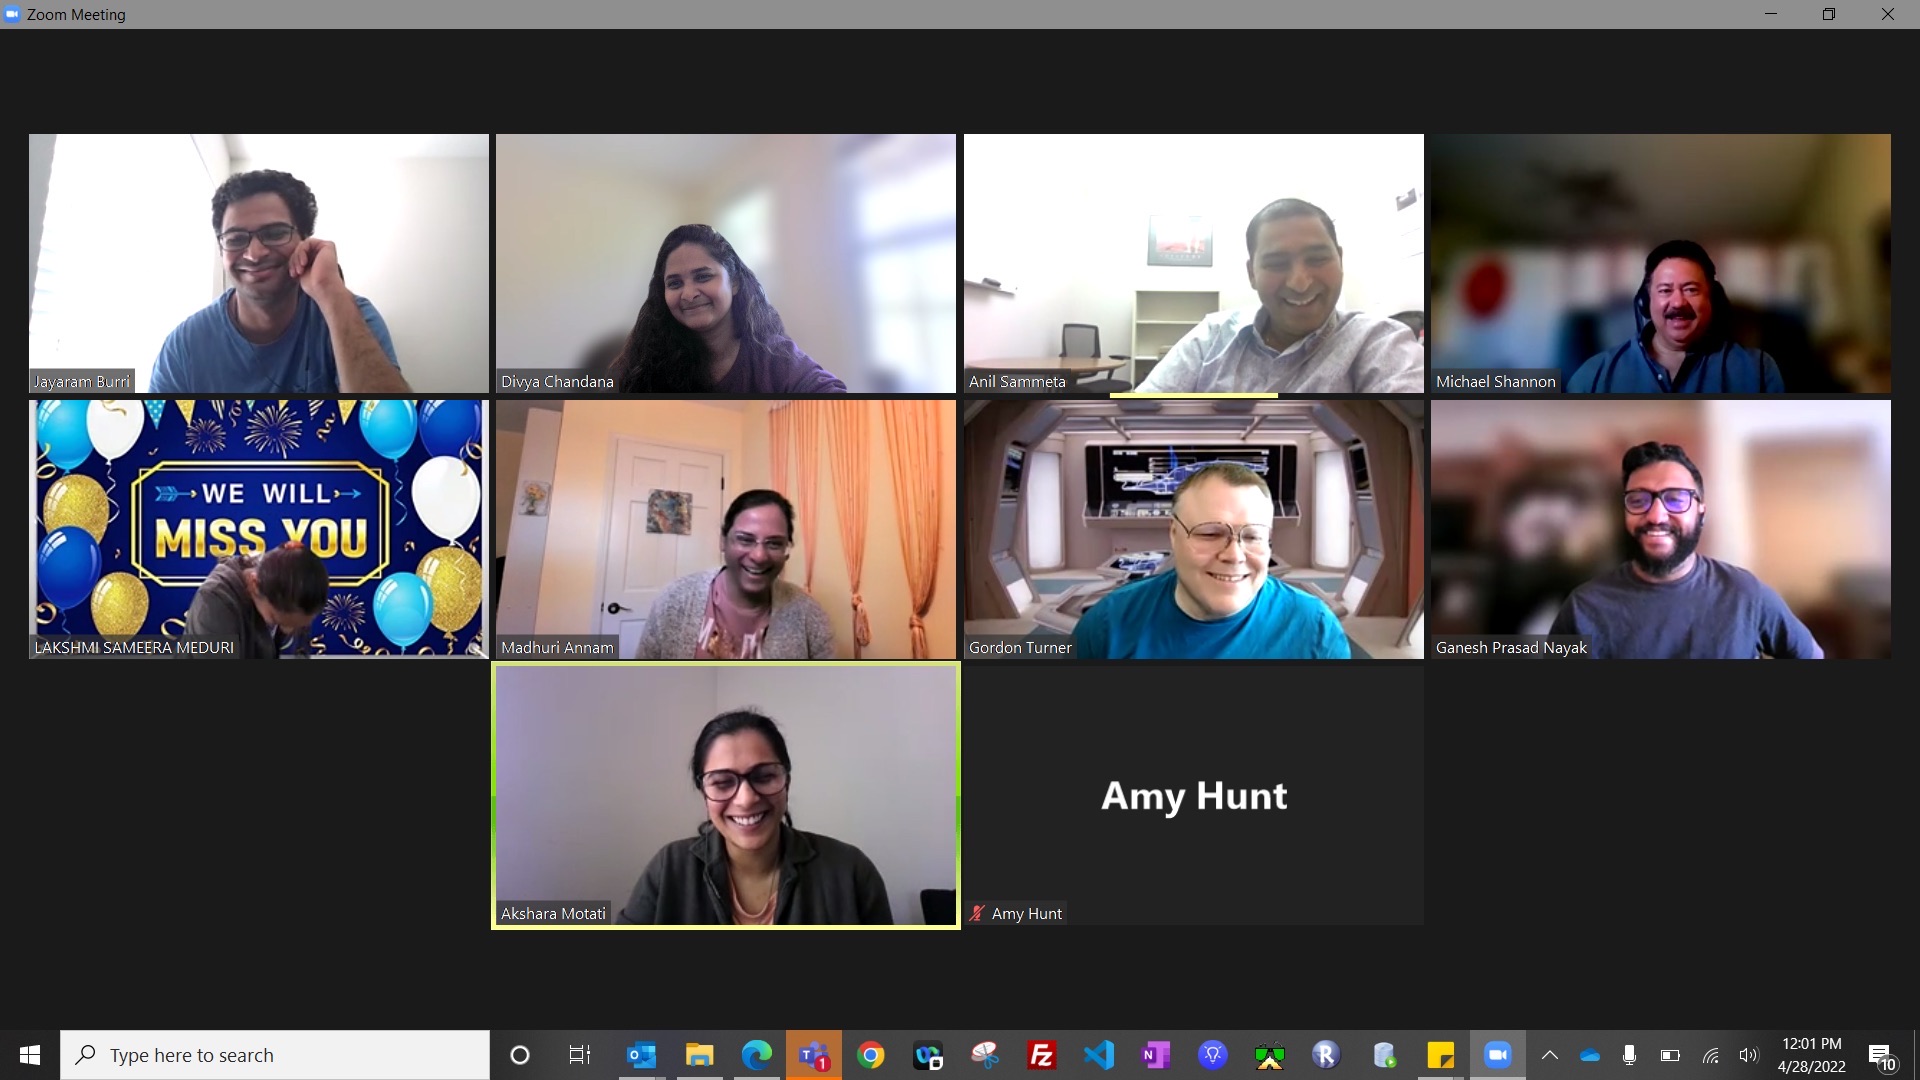 Zoom Meeting
Jayaram Burri
Divya Chandana
Anil Sammeta
Michael Shannon
WE WILL
MISS YOU
LAKSHMI SAMEERA MEDURI
Madhuri Annam
Gordon Turner
Ganesh Prasad Nayak
Akshara Motati
Amy Hunt
Amy Hunt
Type here to search
1
12:01 PM
4/28/2022
10